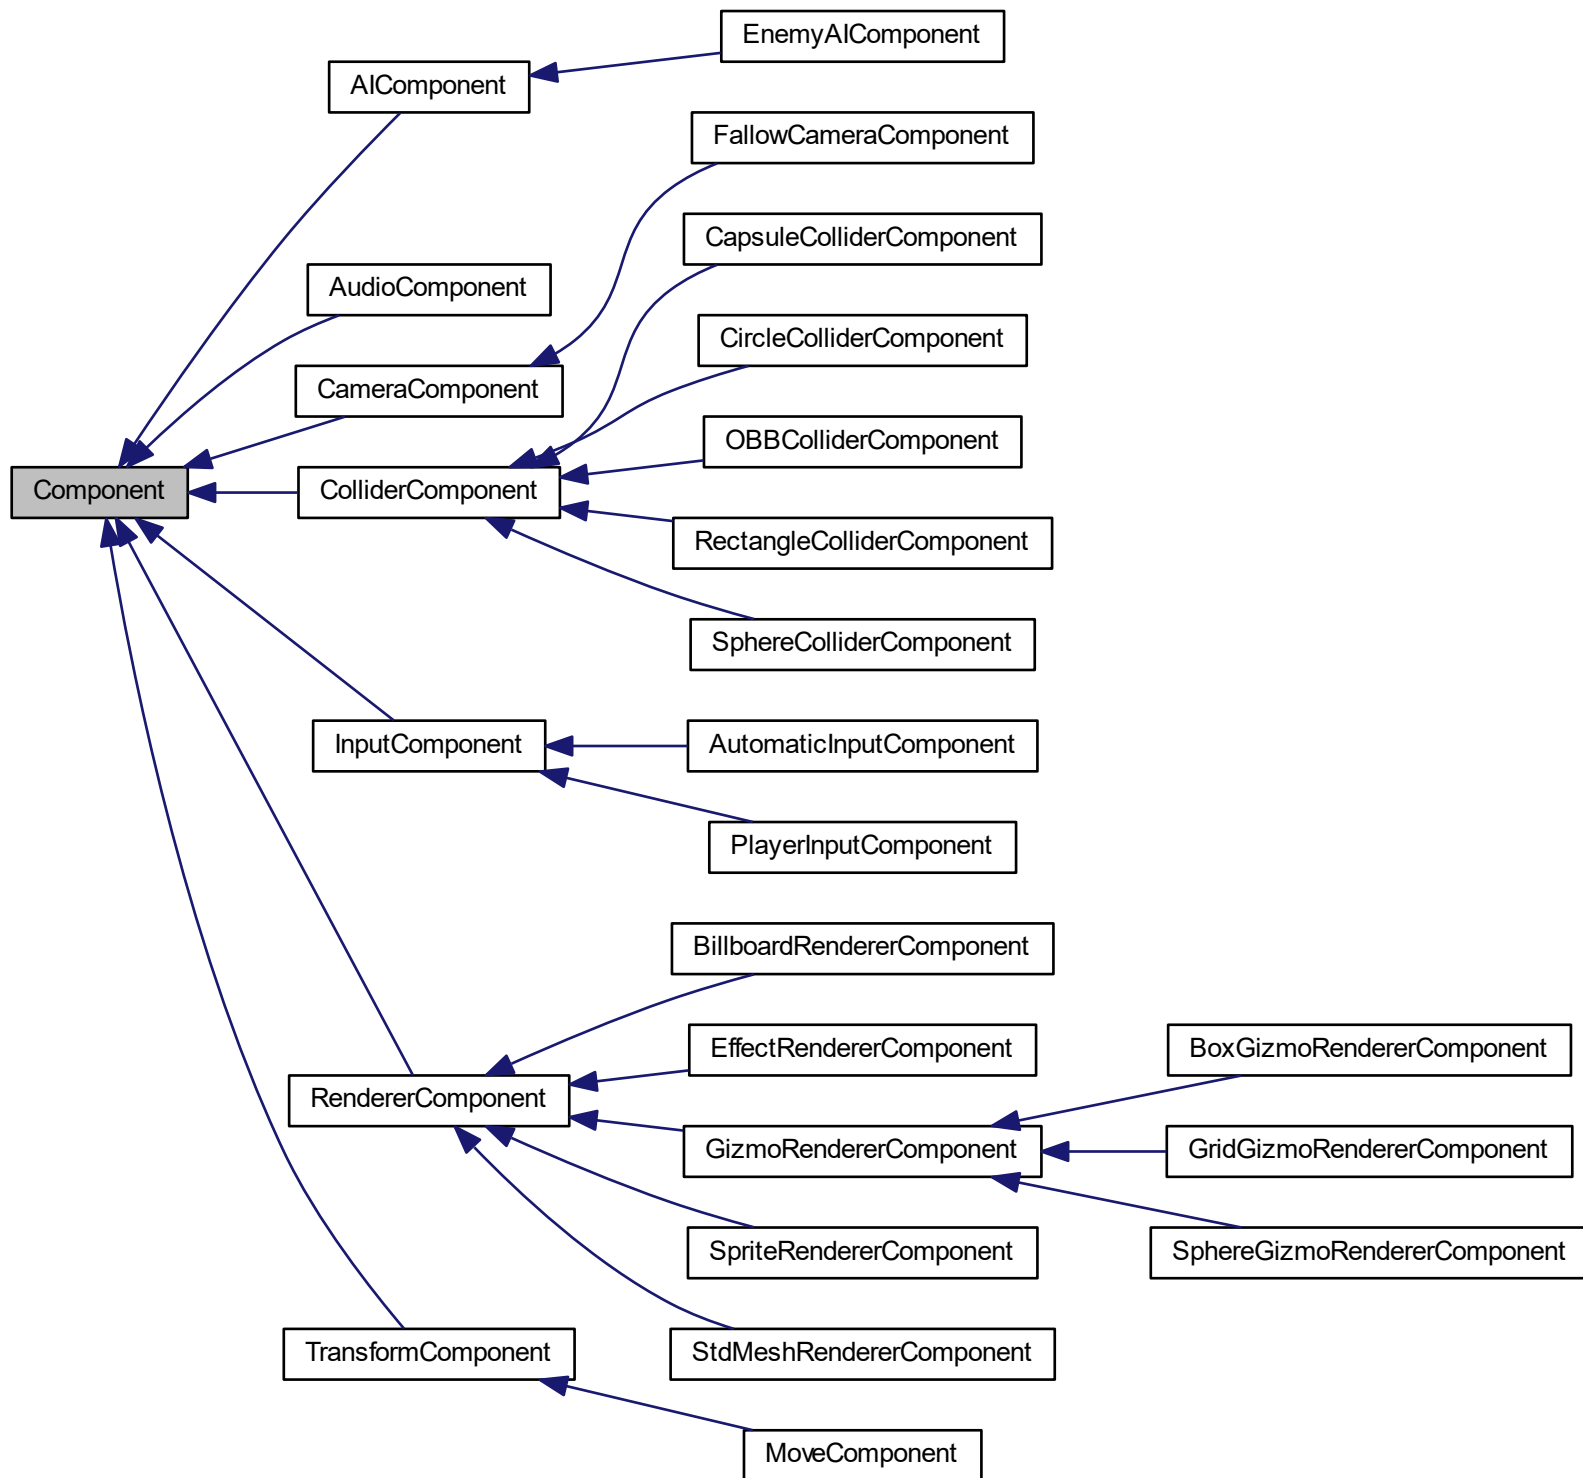 EnemyAIComponent
AIComponent
FallowCameraComponent
CapsuleColliderComponent
AudioComponent
CircleColliderComponent
CameraComponent
OBBColliderComponent
Component
ColliderComponent
RectangleColliderComponent
SphereColliderComponent
InputComponent
AutomaticInputComponent
PlayerInputComponent
BillboardRendererComponent
EffectRendererComponent
BoxGizmoRendererComponent
RendererComponent
GizmoRendererComponent
GridGizmoRendererComponent
SpriteRendererComponent
SphereGizmoRendererComponent
TransformComponent
StdMeshRendererComponent
MoveComponent